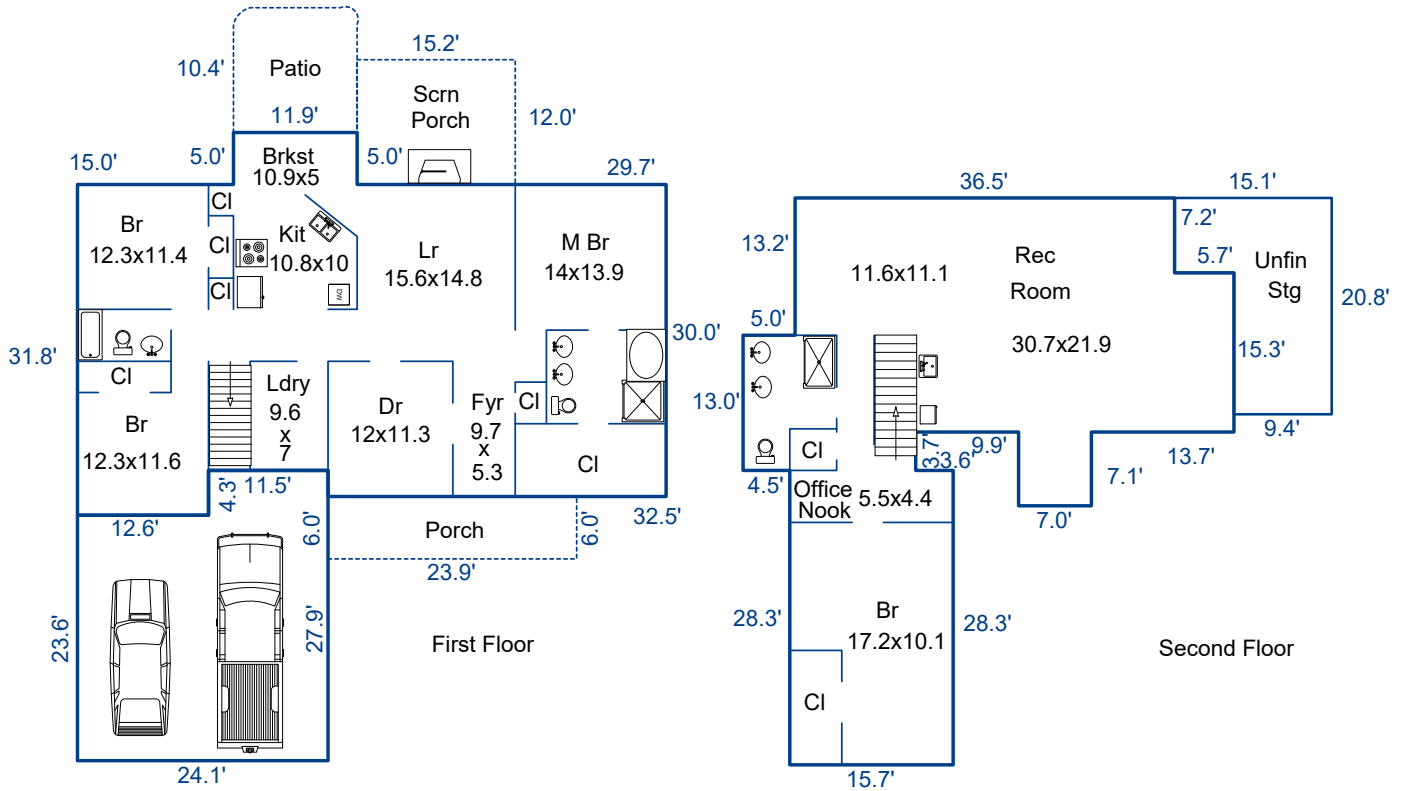 15.2'
10.4'
Patio
Scrn
Porch
11.9'
12.0'
15.0'
5.0'
Brkst
10.9x5
5.0'
29.7'
Cl
Br
12.3x11.4
Cl
Kit
10.8x10
Lr
15.6x14.8
M Br
14x13.9
Cl
DW
31.8'
30.0'
Cl
Ldry
9.6
x
7
Dr
12x11.3
Fyr
9.7
x
5.3
Cl
Br
12.3x11.6
Cl
4.3'
11.5'
12.6'
6.0'
Porch
6.0'
32.5'
23.9'
23.6'
27.9'
First Floor
24.1'
36.5'
15.1'
13.2'
7.2'
5.7'
Rec
Room
11.6x11.1
Unfin
Stg
20.8'
5.0'
30.7x21.9
15.3'
13.0'
Cl
3.7'
3.6'
9.9'
13.7'
9.4'
4.5'
7.1'
7.0'
Office
Nook
5.5x4.4
28.3'
Br
17.2x10.1
28.3'
Second Floor
Cl
15.7'